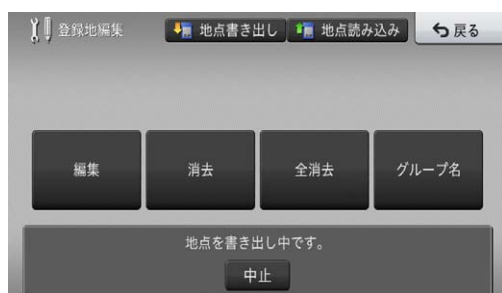 登録地編集 地点書き出し 地点読み込み 戻る
編集 消去 全消去 グループ名
地点を書き出し中です。
中止